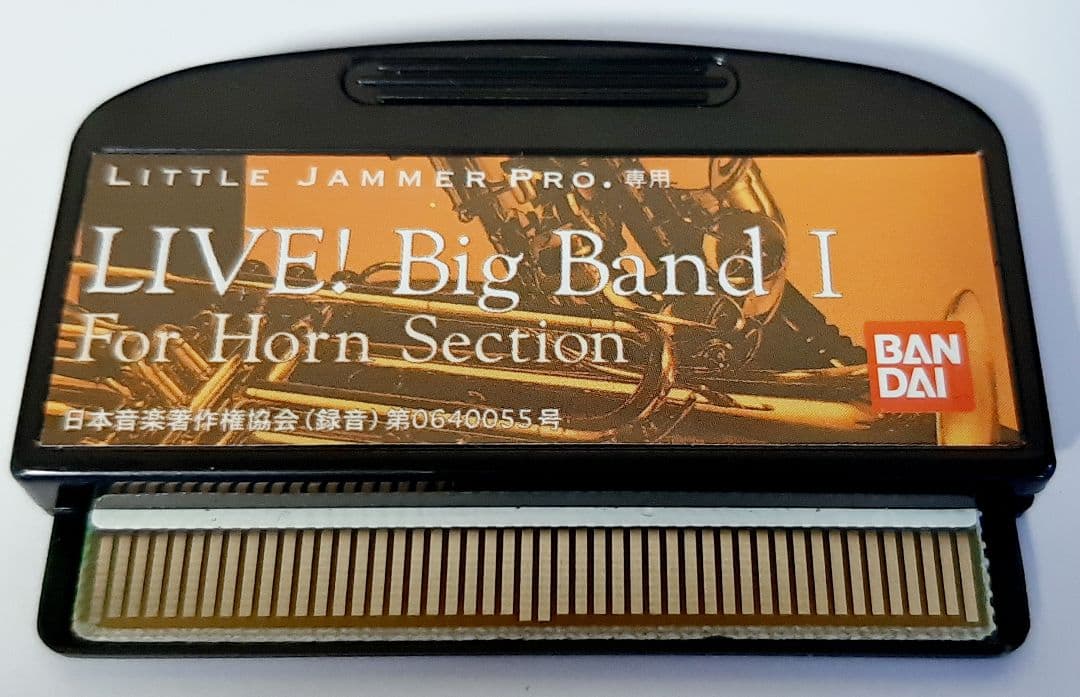 LITTLE JAMMER PRO. 専用
LIVE! Big Band I
For Horn Section
BAN
DAI
日本音楽著作権協会(録音)第0640055号